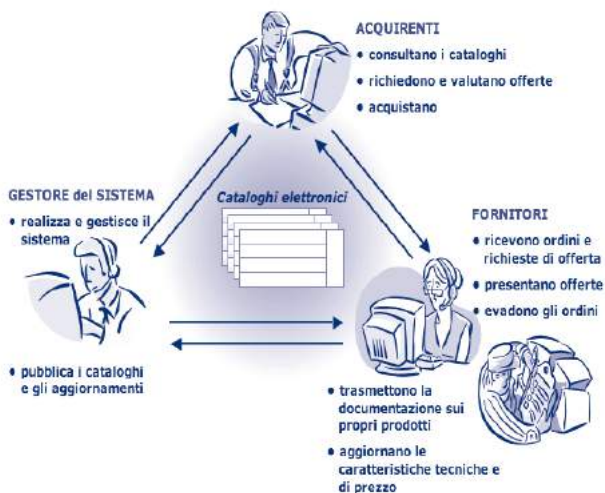 ACQUIRENTI
• consultano i cataloghi
• richiedono e valutano offerte
• acquistano
GESTORE del SISTEMA
• realizza e gestisce il
sistema
Cataloghi elettronici
FORNITORI
• ricevono ordini e
richieste di offerta
• presentano offerte
• evadono gli ordini
• pubblica i cataloghi
e gli aggiornamenti
• trasmettono la
documentazione sui
propri prodotti
• aggiornano le
caratteristiche tecniche e
di prezzo